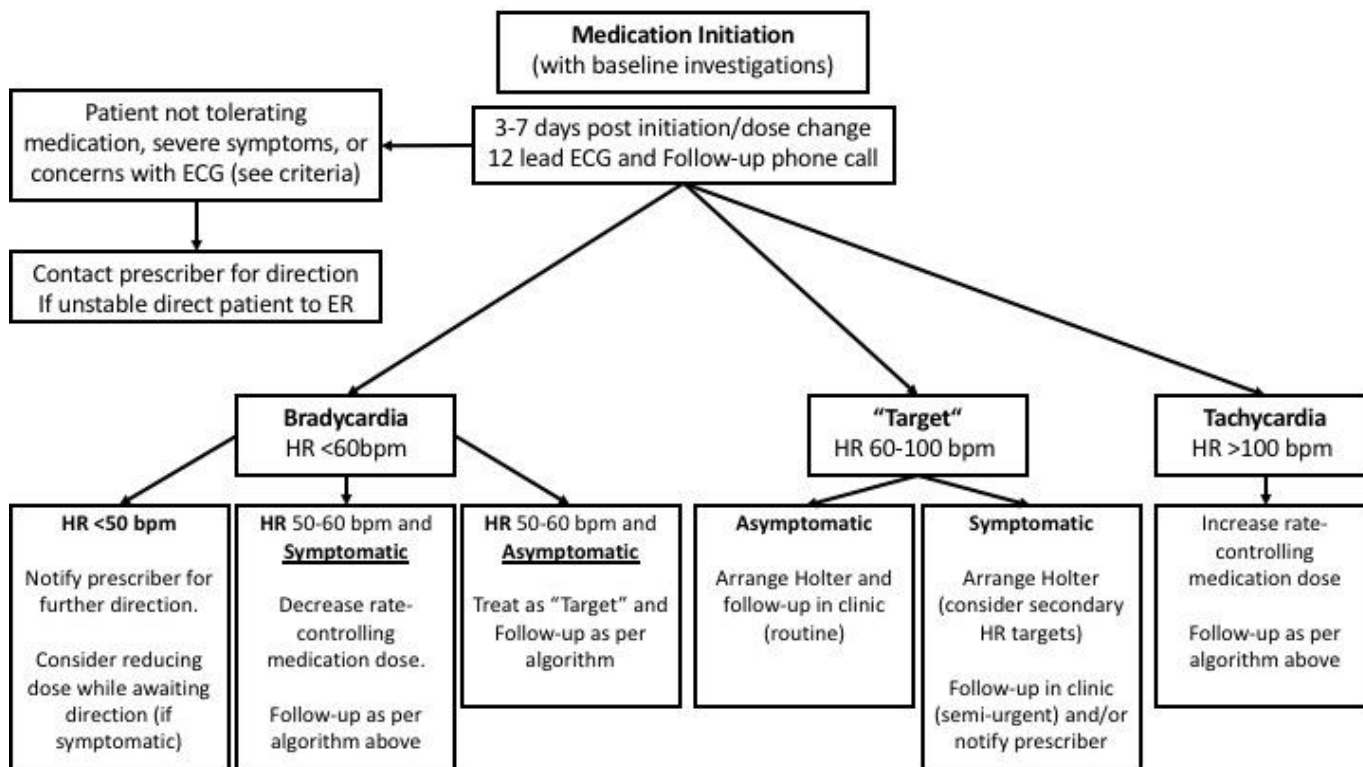 Medication Initiation
(with baseline investigations)
Patient not tolerating
medication, severe symptoms, or
concerns with ECG (see criteria)
3-7 days post initiation/dose change
12 lead ECG and Follow-up phone call
Contact prescriber for direction
If unstable direct patient to ER
Bradycardia
HR <60bpm
“Target“
HR 60-100 bpm
Tachycardia
HR >100 bpm
HR <50 bpm
Notify prescriber for
further direction.
Consider reducing
dose while awaiting
direction (if
symptomatic)
HR 50-60 bpm and
Symptomatic
Decrease rate-
controlling
medication dose.
Follow-up as per
algorithm above
HR 50-60 bpm and
Asymptomatic
Treat as “Target” and
Follow-up as per
algorithm
Asymptomatic
Arrange Holter and
follow-up in clinic
(routine)
Symptomatic
Arrange Holter
(consider secondary
HR targets)
Follow-up in clinic
(semi-urgent) and/or
notify prescriber
Increase rate-
controlling
medication dose
Follow-up as per
algorithm above